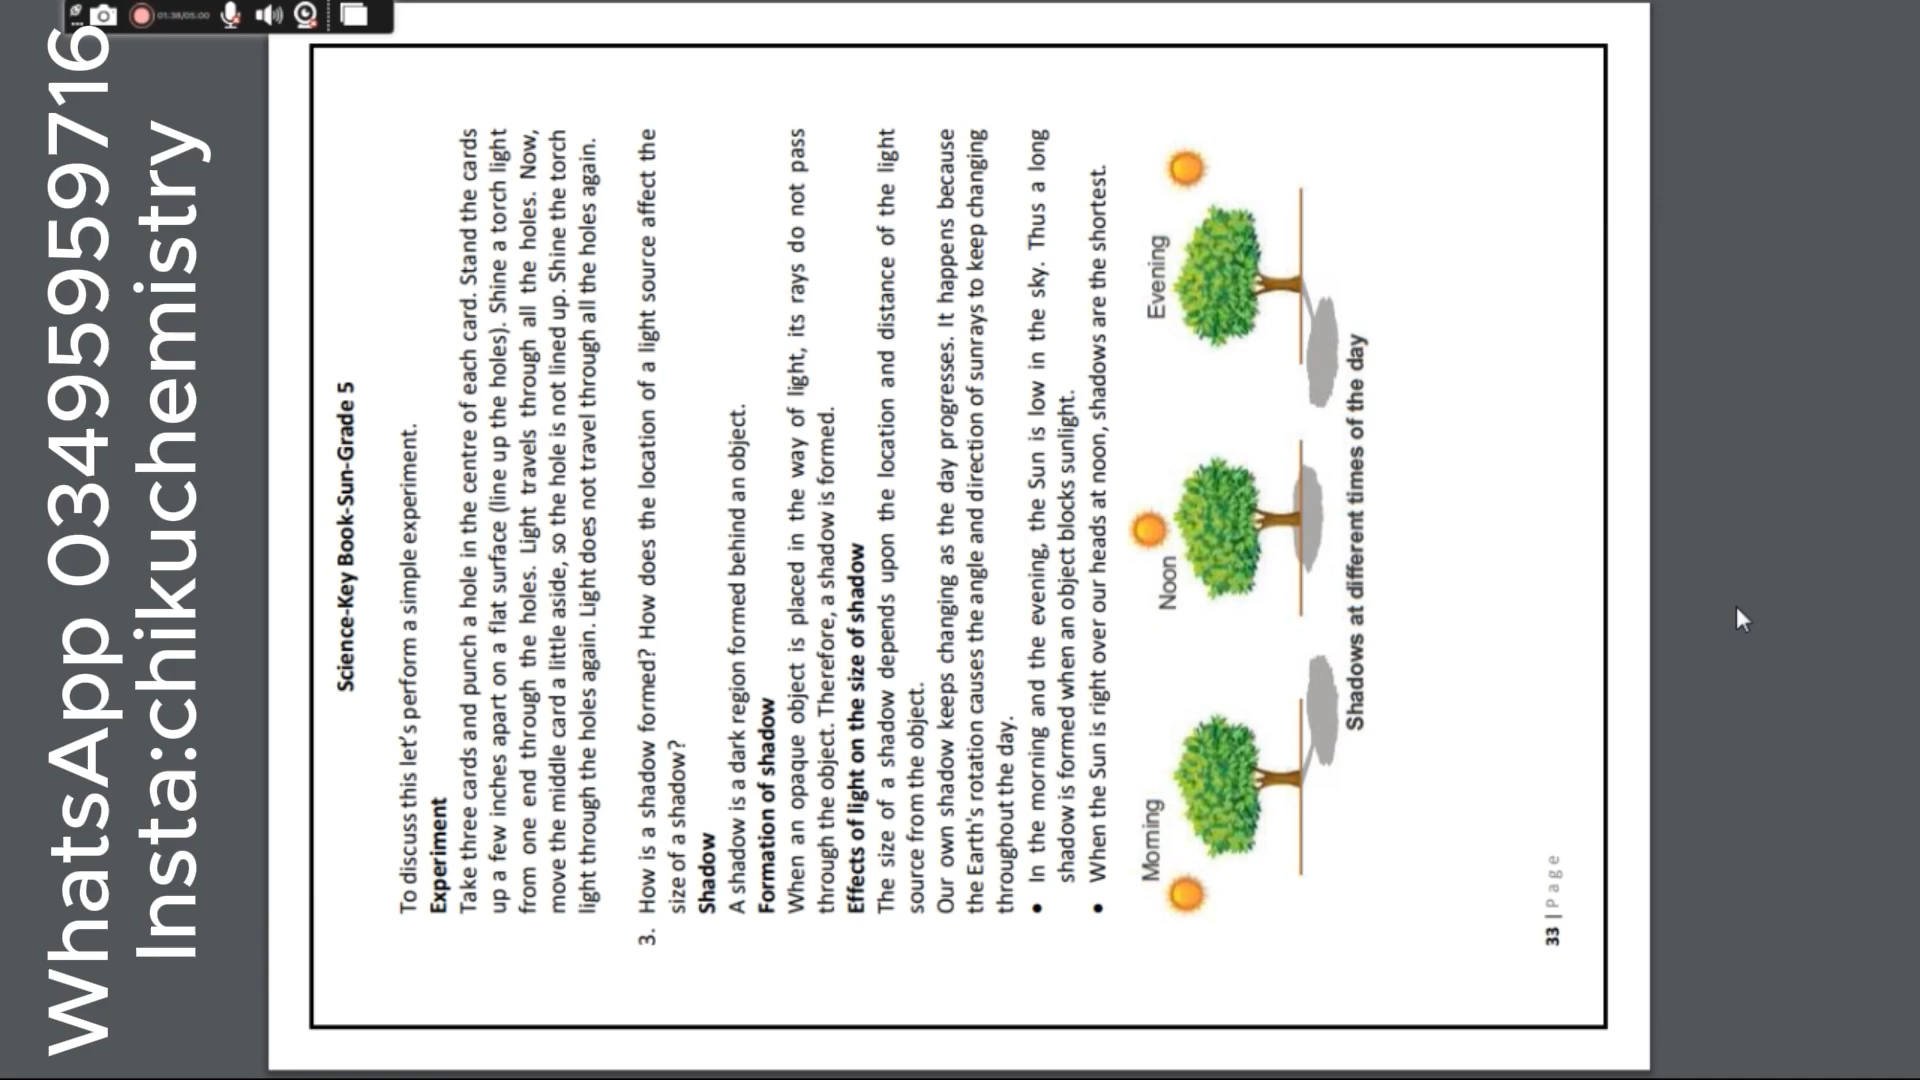 WhatsApp 03495959716
Insta:chikuchemistry
01:38/05:00
Science-Key Book-Sun-Grade 5
To discuss this let's perform a simple experiment.
Experiment
Take three cards and punch a hole in the centre of each card. Stand the cards
up a few inches apart on a flat surface (line up the holes). Shine a torch light
from one end through the holes. Light travels through all the holes. Now,
move the middle card a little aside, so the hole is not lined up. Shine the torch
light through the holes again. Light does not travel through all the holes again.
3. How is a shadow formed? How does the location of a light source affect the
size of a shadow?
Shadow
A shadow is a dark region formed behind an object.
Formation of shadow
When an opaque object is placed in the way of light, its rays do not pass
through the object. Therefore, a shadow is formed.
Effects of light on the size of shadow
The size of a shadow depends upon the location and distance of the light
source from the object.
Our own shadow keeps changing as the day progresses. It happens because
the Earth's rotation causes the angle and direction of sunrays to keep changing
throughout the day.
• In the morning and the evening, the Sun is low in the sky. Thus a long
shadow is formed when an object blocks sunlight.
• When the Sun is right over our heads at noon, shadows are the shortest.
Morning
Noon
Evening
Shadows at different times of the day
33 | Page